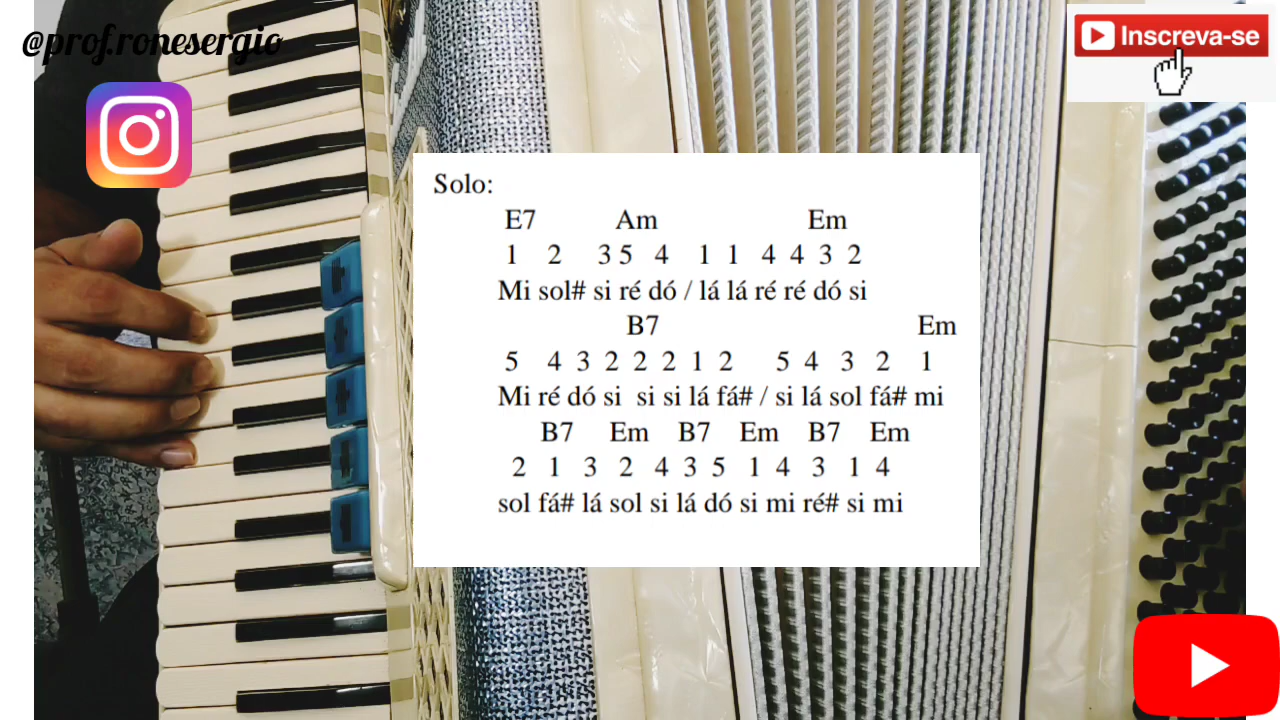 @prof.ronesergio
Inscreva-se
Solo:
E7 Am Em
1 2 3 5 4 1 1 4 4 3 2
Mi sol# si ré dó / lá lá ré ré dó si
B7 Em
5 4 3 2 2 2 1 2 5 4 3 2 1
Mi ré dó si si si lá fá# / si lá sol fá# mi
B7 Em B7 Em B7 Em
2 1 3 2 4 3 5 1 4 3 1 4
sol fá# lá sol si lá dó si mi ré# si mi